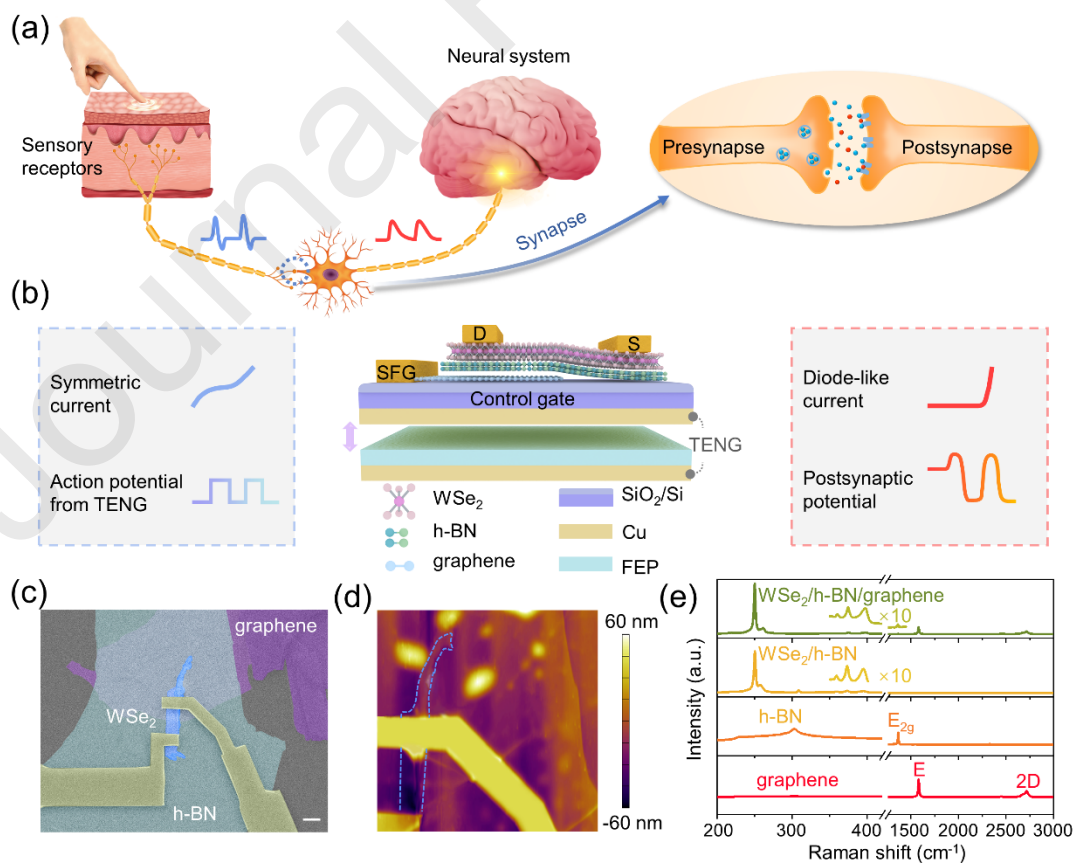 Journal P
(a)
Sensory
receptors
Neural system
Presynapse
Postsynapse
Synapse
(b)
Symmetric
current
Action potential
from TENG
D
S
SFG
Control gate
TENG
WSe₂
h-BN
graphene
SiO₂/Si
Cu
FEP
Diode-like
current
Postsynaptic
potential
(c)
graphene
WSe₂
h-BN
(d)
60 nm
-60 nm
(e)
Intensity (a.u.)
WSe₂/h-BN/graphene
×10
WSe₂/h-BN
×10
h-BN
E2g
graphene
E
2D
200 300 400 1500 2000 2500 3000
Raman shift (cm⁻¹)